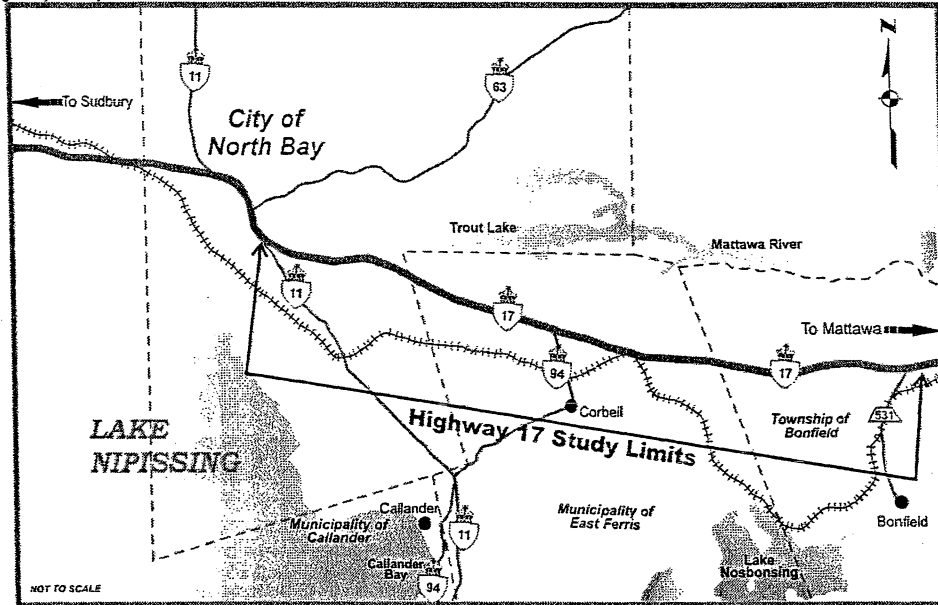 11
63
To Sudbury
City of
North Bay
Z
Trout Lake
Mattawa River
11
17
To Mattawa
94
17
Corbeil
531
Highway 17 Study Limits
Township of
Bonfield
LAKE
NIPISSING
Callander
Municipality of
Callander
11
Municipality of
East Ferris
Bonfield
Callander
Bay
94
Lake
Nosbonsing
NOT TO SCALE